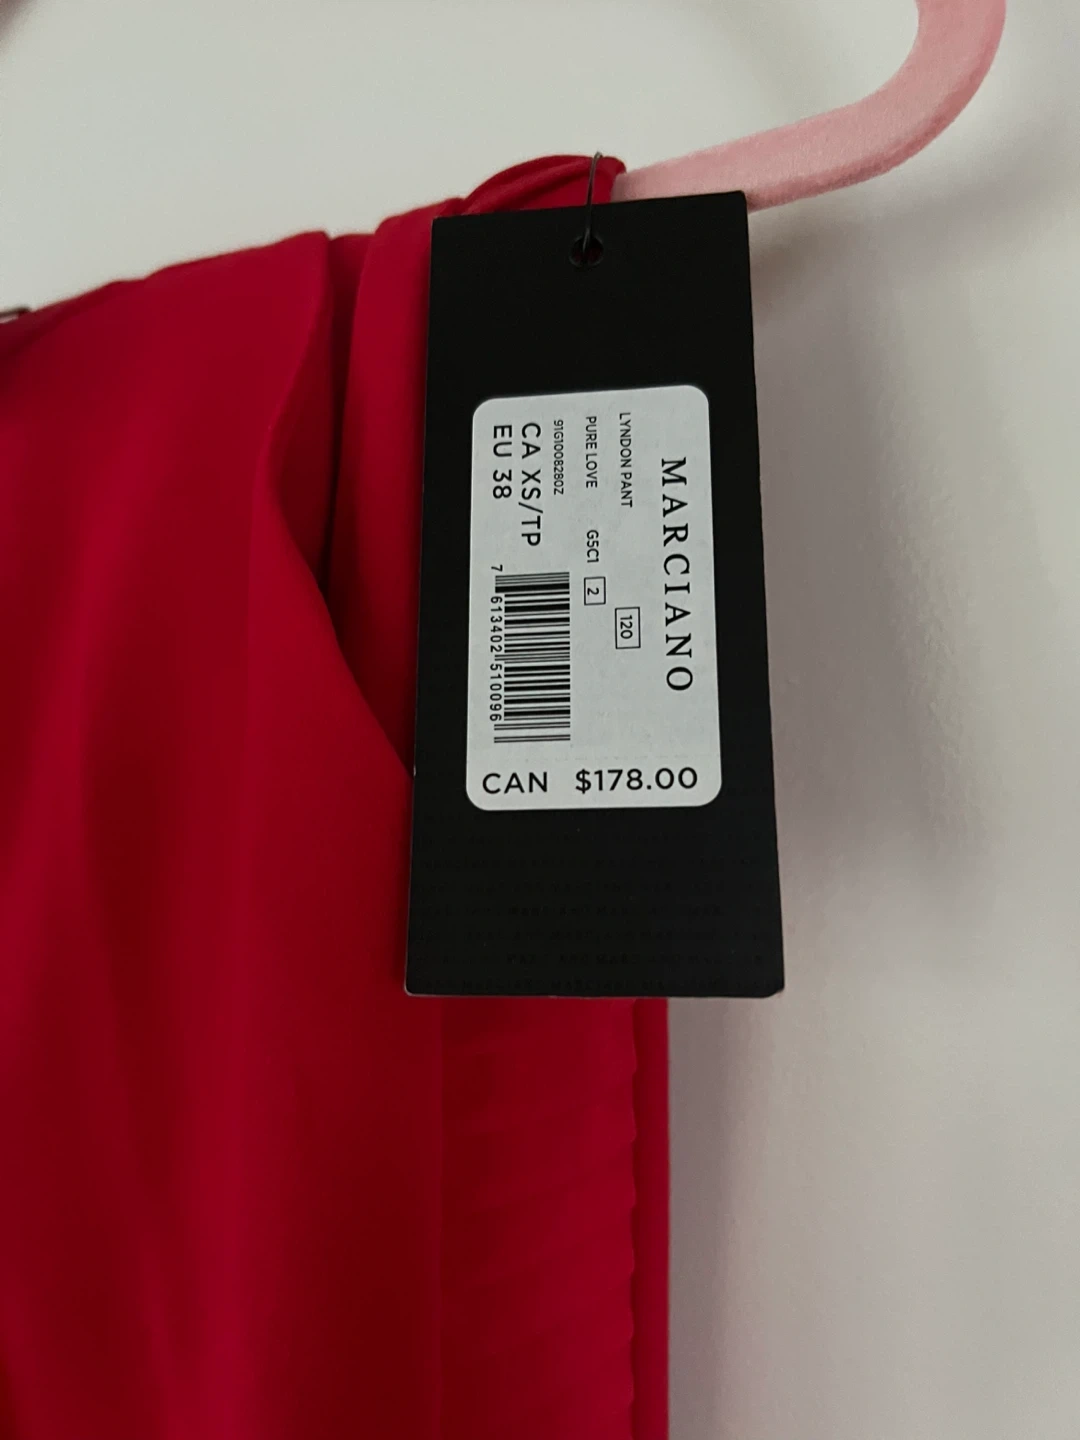 MARCIANO
LYNDON PANT 120
PURE LOVE G5C1 2
91G1008280Z
CA XS/TP
EU 38
7 613402 510096
CAN $178.00